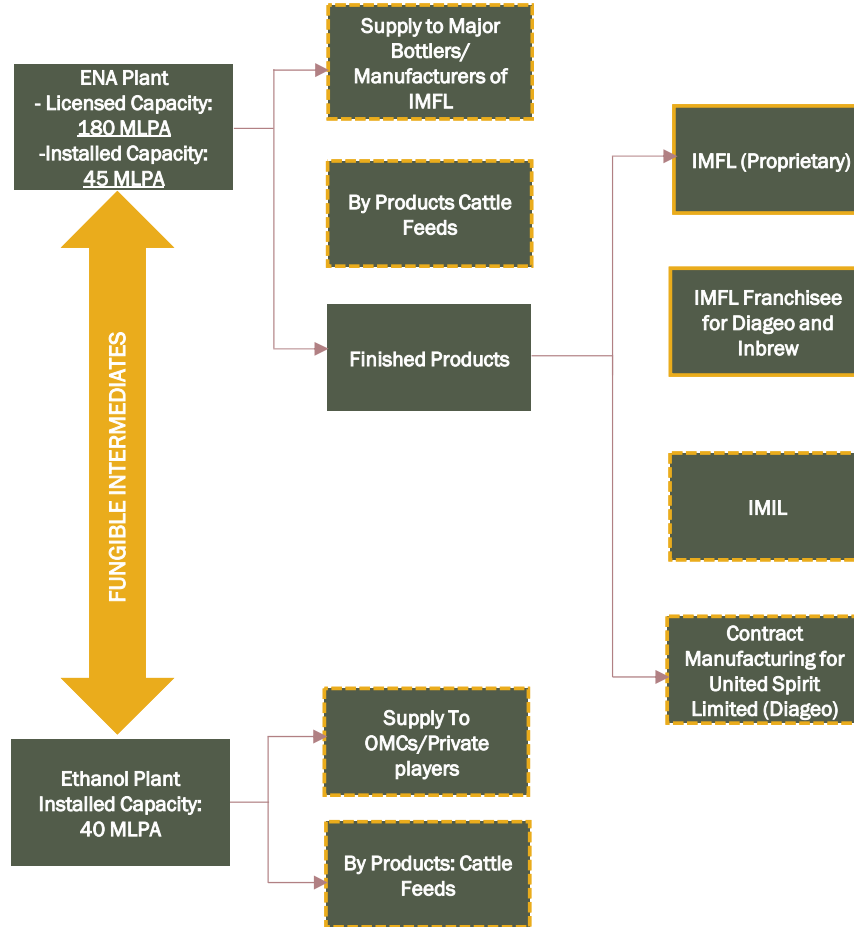 ENA Plant
- Licensed Capacity:
180 MLPA
-Installed Capacity:
45 MLPA
Supply to Major
Bottlers/
Manufacturers of
IMFL
By Products Cattle
Feeds
Finished Products
IMFL (Proprietary)
IMFL Franchisee
for Diageo and
Inbrew
IMIL
Contract
Manufacturing for
United Spirit
Limited (Diageo)
FUNGIBLE INTERMEDIATES
Ethanol Plant
Installed Capacity:
40 MLPA
Supply To
OMCs/Private
players
By Products: Cattle
Feeds